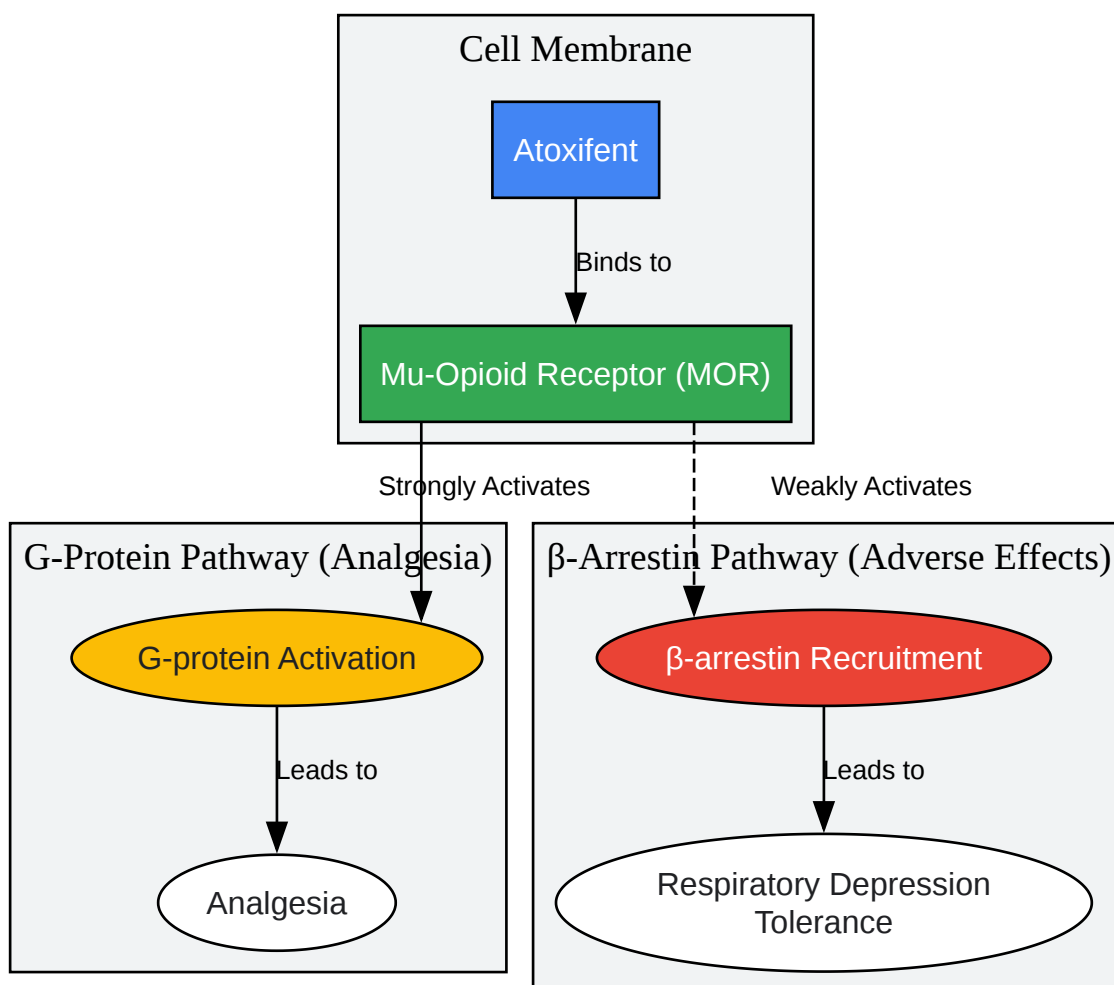 Cell Membrane
Atoxifent
Binds to
Mu-Opioid Receptor (MOR)
Strongly Activates
Weakly Activates
G-Protein Pathway (Analgesia)
β-Arrestin Pathway (Adverse Effects)
G-protein Activation
β-arrestin Recruitment
Leads to
Leads to
Analgesia
Respiratory Depression
Tolerance